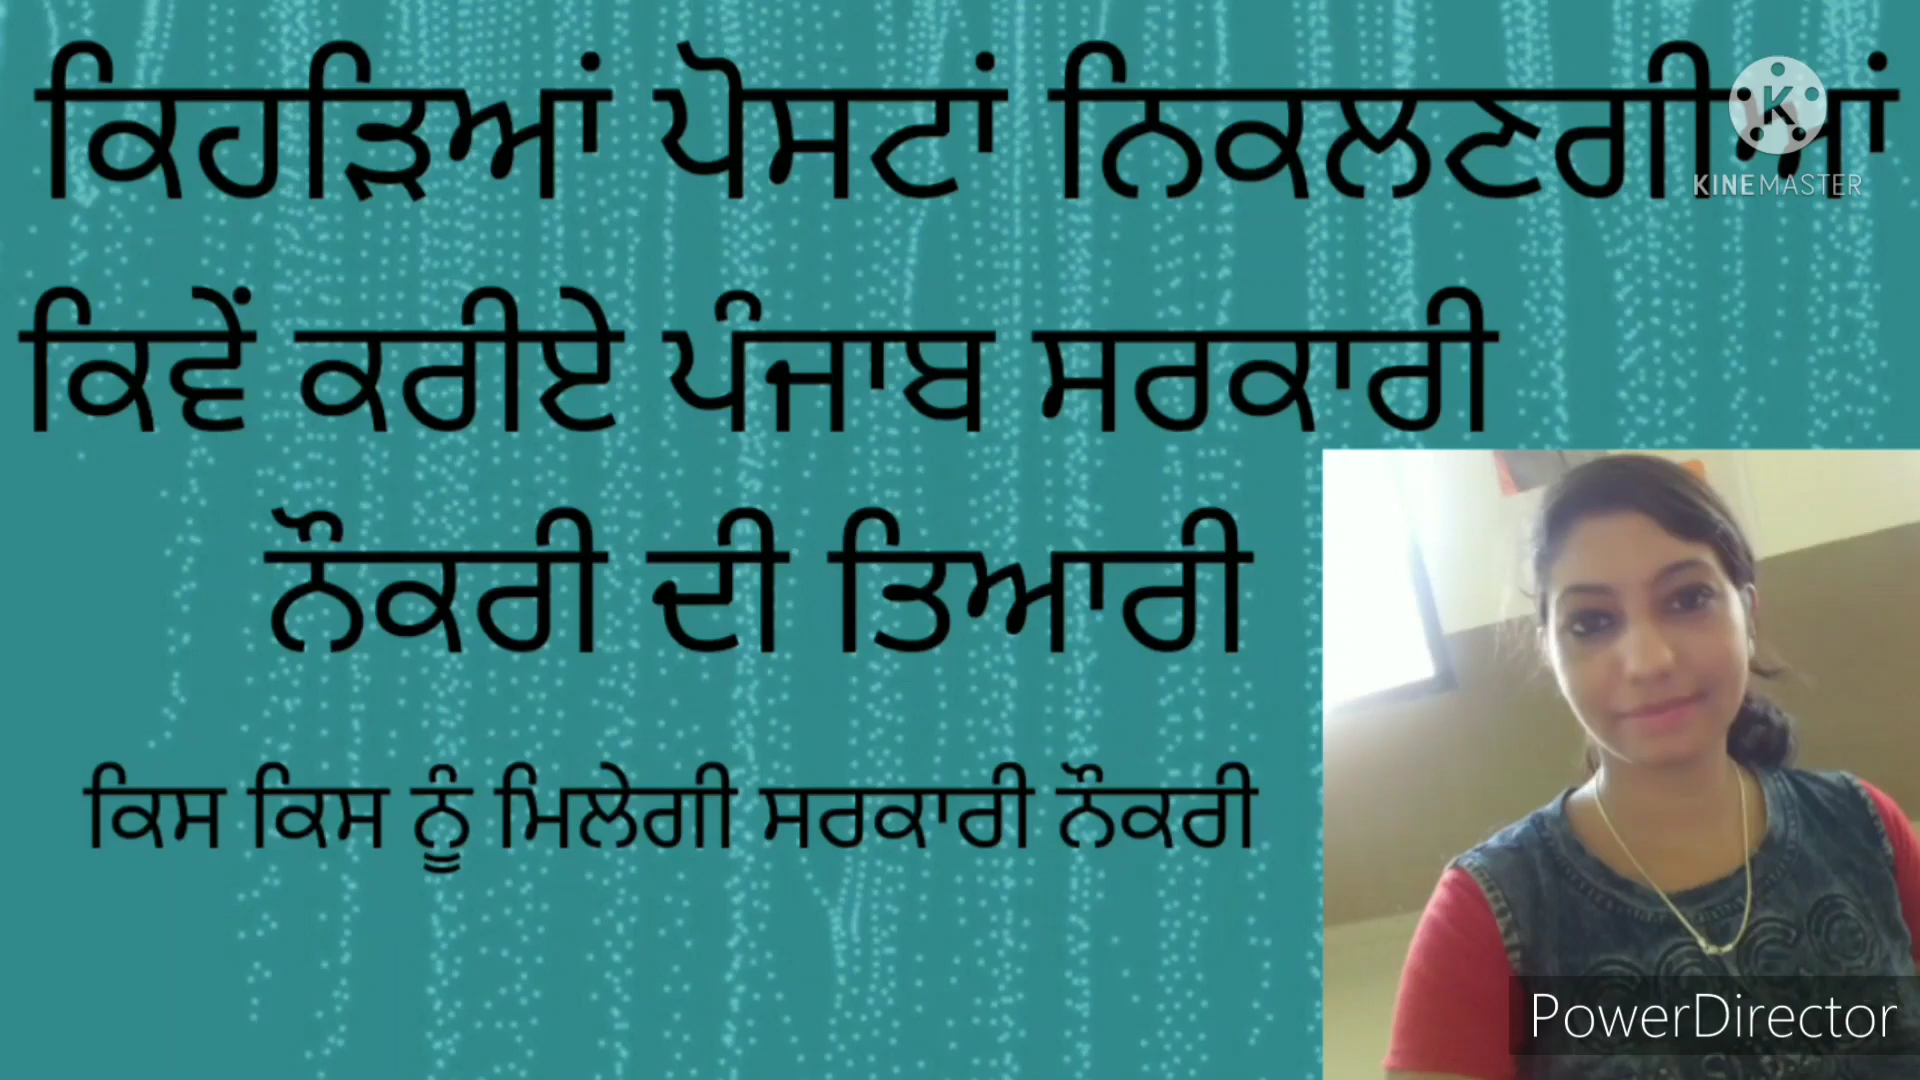 ਕਿਹੜਿਆਂ ਪੋਸਟਾਂ ਨਿਕਲਣਗੀਆਂ
KINEMASTER
ਕਿਵੇਂ ਕਰੀਏ ਪੰਜਾਬ ਸਰਕਾਰੀ
ਨੌਕਰੀ ਦੀ ਤਿਆਰੀ
ਕਿਸ ਕਿਸ ਨੂੰ ਮਿਲੇਗੀ ਸਰਕਾਰੀ ਨੌਕਰੀ
PowerDirector